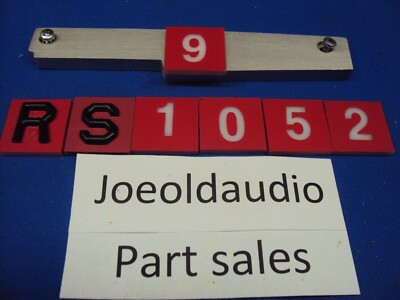 9
RS1052
Joeoldaudio
Part sales